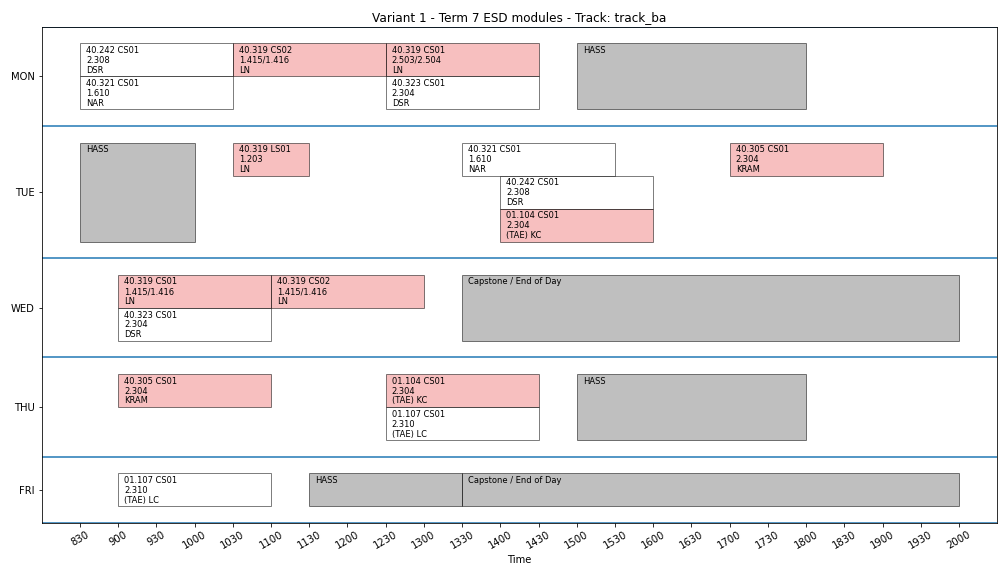 Variant 1 - Term 7 ESD modules - Track: track_ba
MON
40.242 CS01
2.308
DSR
40.321 CS01
1.610
NAR
40.319 CS02
1.415/1.416
LN
40.319 CS01
2.503/2.504
LN
40.323 CS01
2.304
DSR
HASS
TUE
HASS
40.319 LS01
1.203
LN
40.321 CS01
1.610
NAR
40.242 CS01
2.308
DSR
01.104 CS01
2.304
(TAE) KC
40.305 CS01
2.304
KRAM
WED
40.319 CS01
1.415/1.416
LN
40.323 CS01
2.304
DSR
40.319 CS02
1.415/1.416
LN
Capstone / End of Day
THU
40.305 CS01
2.304
KRAM
01.104 CS01
2.304
(TAE) KC
01.107 CS01
2.310
(TAE) LC
HASS
FRI
01.107 CS01
2.310
(TAE) LC
HASS
Capstone / End of Day
830 900 930 1000 1030 1100 1130 1200 1230 1300 1330 1400 1430 1500 1530 1600 1630 1700 1730 1800 1830 1900 1930 2000
Time